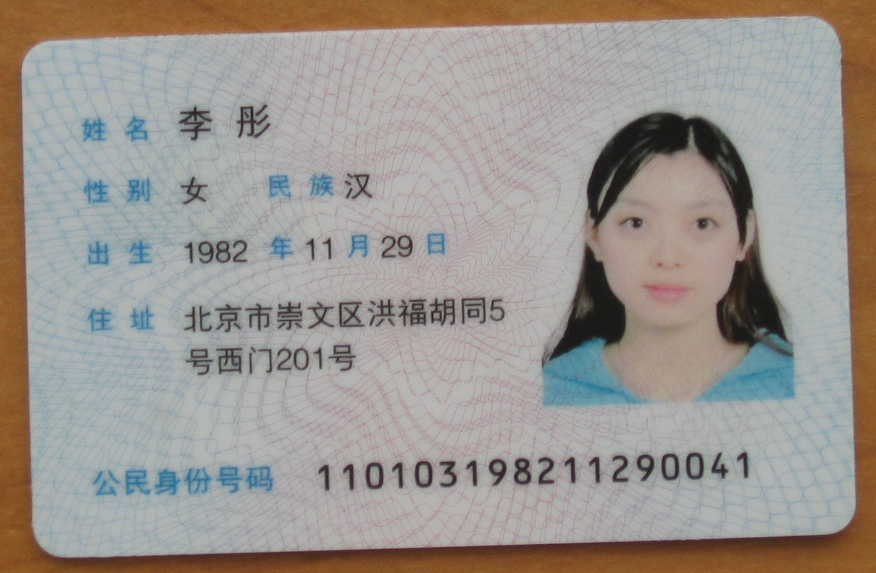 姓名 李彤
性别 女 民族 汉
出生 1982 年 11 月 29 日
住址 北京市崇文区洪福胡同5
号西门201号
公民身份号码 110103198211290041